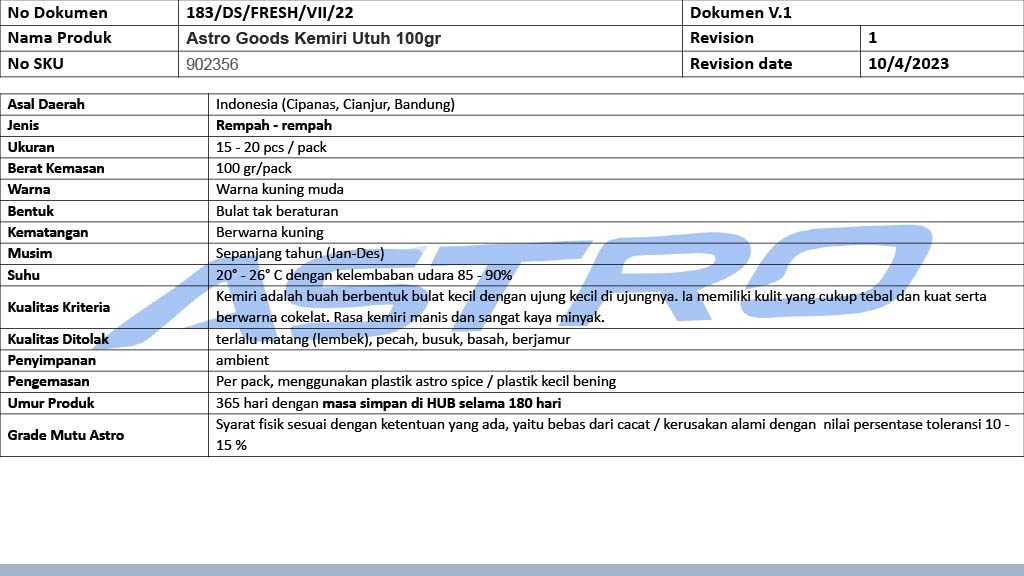 No Dokumen 183/DS/FRESH/VII/22 Dokumen V.1
Nama Produk Astro Goods Kemiri Utuh 100gr Revision 1
No SKU 902356 Revision date 10/4/2023
Asal Daerah Indonesia (Cipanas, Cianjur, Bandung)
Jenis Rempah - rempah
Ukuran 15 - 20 pcs / pack
Berat Kemasan 100 gr/pack
Warna Warna kuning muda
Bentuk Bulat tak beraturan
Kematangan Berwarna kuning
Musim Sepanjang tahun (Jan-Des)
Suhu 20° - 26° C dengan kelembaban udara 85 - 90%
Kualitas Kriteria Kemiri adalah buah berbentuk bulat kecil dengan ujung kecil di ujungnya. Ia memiliki kulit yang cukup tebal dan kuat serta
berwarna cokelat. Rasa kemiri manis dan sangat kaya minyak.
Kualitas Ditolak terlalu matang (lembek), pecah, busuk, basah, berjamur
Penyimpanan ambient
Pengemasan Per pack, menggunakan plastik astro spice / plastik kecil bening
Umur Produk 365 hari dengan masa simpan di HUB selama 180 hari
Grade Mutu Astro Syarat fisik sesuai dengan ketentuan yang ada, yaitu bebas dari cacat / kerusakan alami dengan nilai persentase toleransi 10 -
15 %
ASTRO